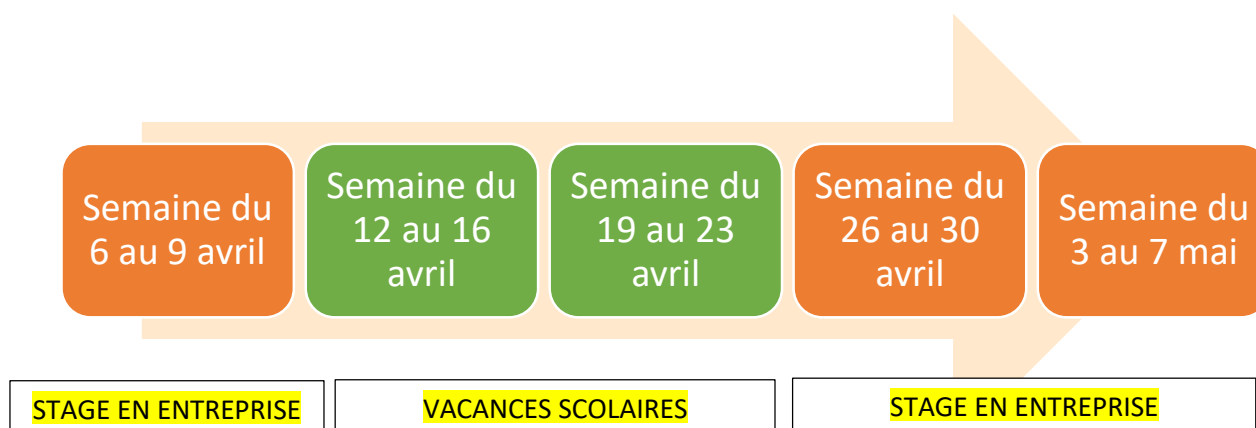 Semaine du
6 au 9 avril
Semaine du
12 au 16
avril
Semaine du
19 au 23
avril
Semaine du
26 au 30
avril
Semaine du
3 au 7 mai
STAGE EN ENTREPRISE
VACANCES SCOLAIRES
STAGE EN ENTREPRISE